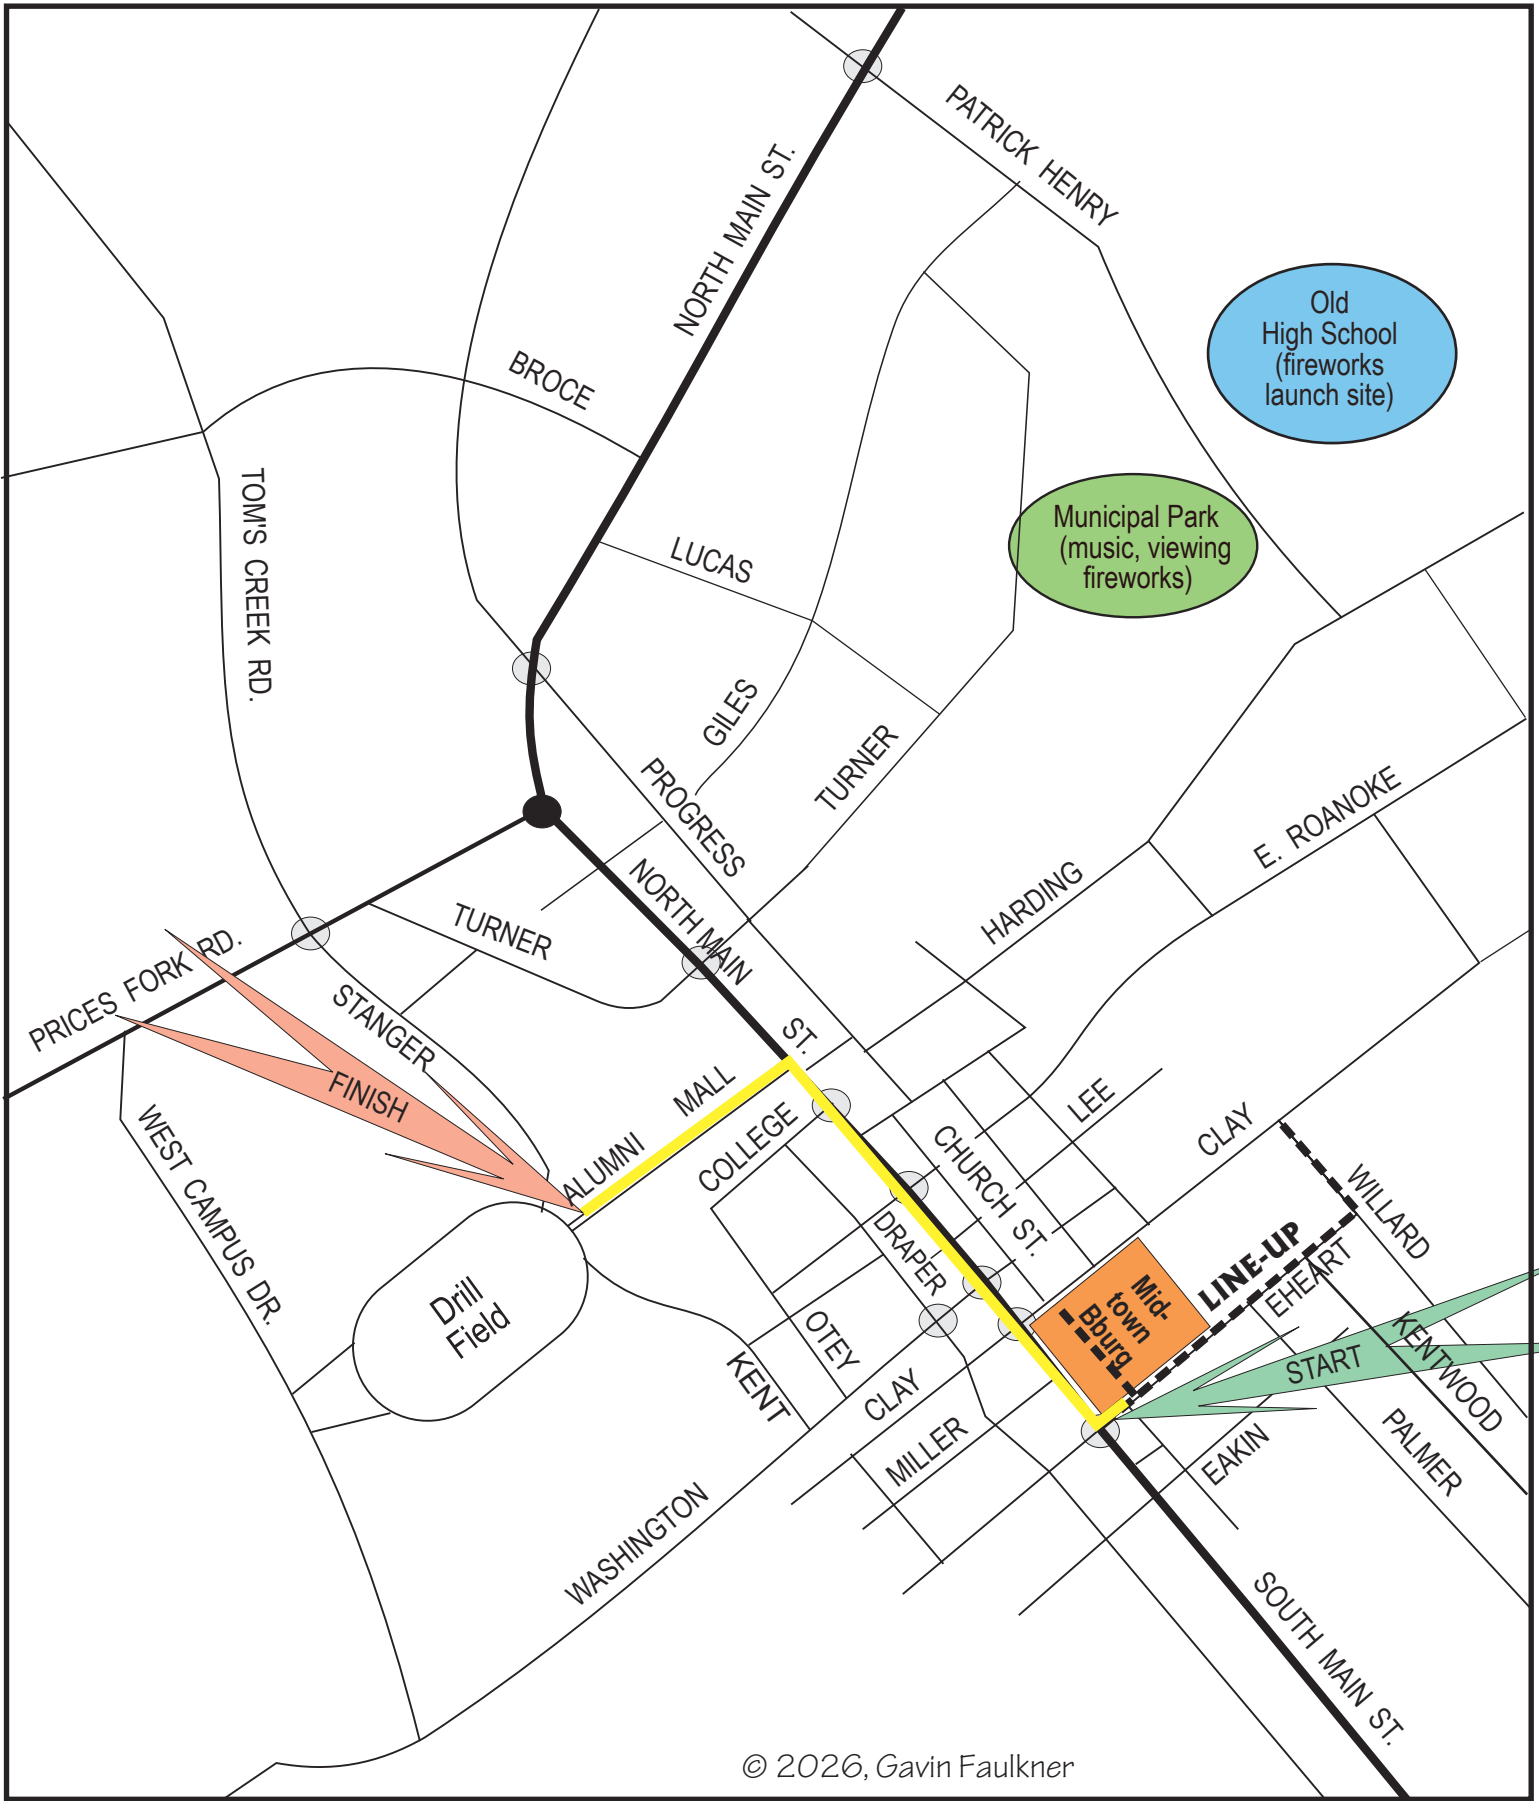 PATRICK HENRY
NORTH MAIN ST.
Old
High School
(fireworks
launch site)
BROCE
TOM'S CREEK RD.
Municipal Park
(music, viewing
fireworks)
LUCAS
GILES
TURNER
PROGRESS
E. ROANOKE
HARDING
NORTH MAIN
ST.
TURNER
PRICES FORK RD.
STANGER
FINISH
ALUMNI MALL
COLLEGE
LEE
CLAY
CHURCH ST.
WEST CAMPUS DR.
WILLARD
DRAPER
LINE-UP
EHEART
Mid-
town
Bburg
Drill
Field
OTEY
KENT
START
KENTWOOD
CLAY
MILLER
EAKIN
PALMER
WASHINGTON
SOUTH MAIN ST.
© 2026, Gavin Faulkner